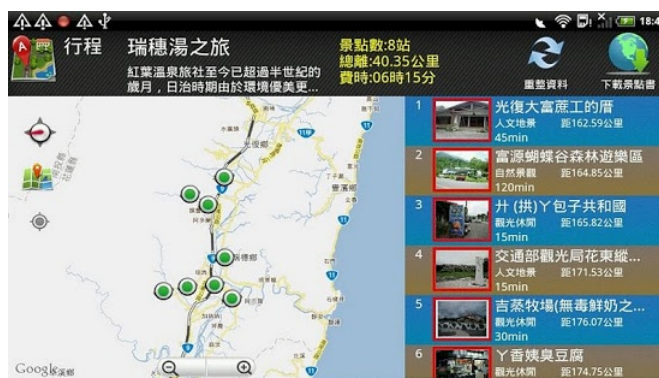 18:4
行程
瑞穗湯之旅
紅葉溫泉旅社至今已超過半世紀的
歲月，日治時期由於環境優美更...
景點數:8站
總離:40.35公里
費時:06時15分
重整資料
下載景點書
1
光復大富蔗工的厝
人文地景
距162.59公里
45min
2
富源蝴蝶谷森林遊樂區
自然景觀
距164.85公里
120min
3
廾 (拱)丫包子共和國
觀光休閒
距165.82公里
15min
4
交通部觀光局花東縱...
人文地景
距171.53公里
15min
5
吉蒸牧場(無毒鮮奶之...
觀光休閒
距176.07公里
30min
6
丫香姨臭豆腐
觀光休閒
距174.75公里
光復鄉
豐濱鄉
瑞穗鄉
Google